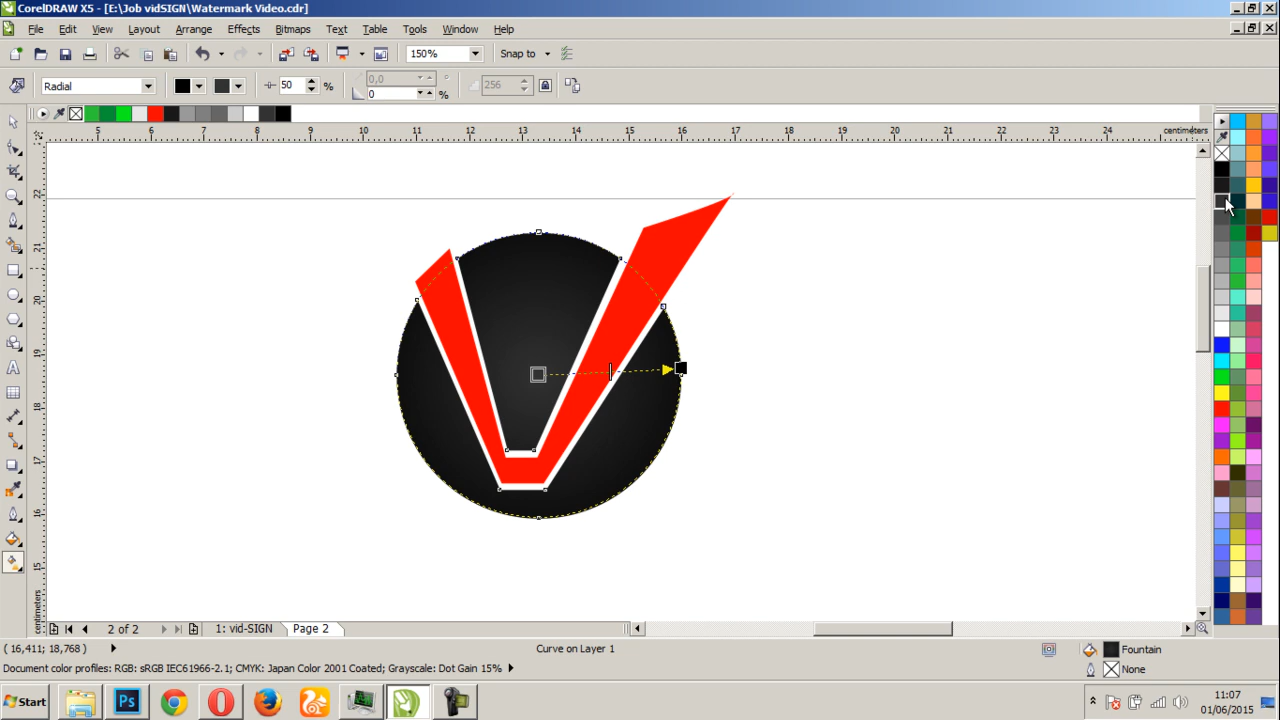 CorelDRAW X5 - [E:\Job vidSIGN\Watermark Video.cdr]
File Edit View Layout Arrange Effects Bitmaps Text Table Tools Window Help
150% Snap to
Radial 50 % 0,0 256
0 %
5 6 7 8 9 10 11 12 13 14 15 16 17 18 19 20 21 22 23 24 centimeters
22
21
20
19
18
17
16
15
centimeters
2 of 2 1: vid-SIGN Page 2
( 16,411; 18,768 ) Curve on Layer 1 Fountain
Document color profiles: RGB: sRGB IEC61966-2.1; CMYK: Japan Color 2001 Coated; Grayscale: Dot Gain 15% None
Start Ps 11:07
01/06/2015